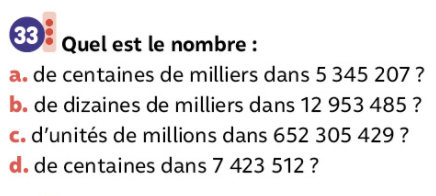 33
Quel est le nombre :
a. de centaines de milliers dans 5 345 207 ?
b. de dizaines de milliers dans 12 953 485 ?
c. d’unités de millions dans 652 305 429 ?
d. de centaines dans 7 423 512 ?